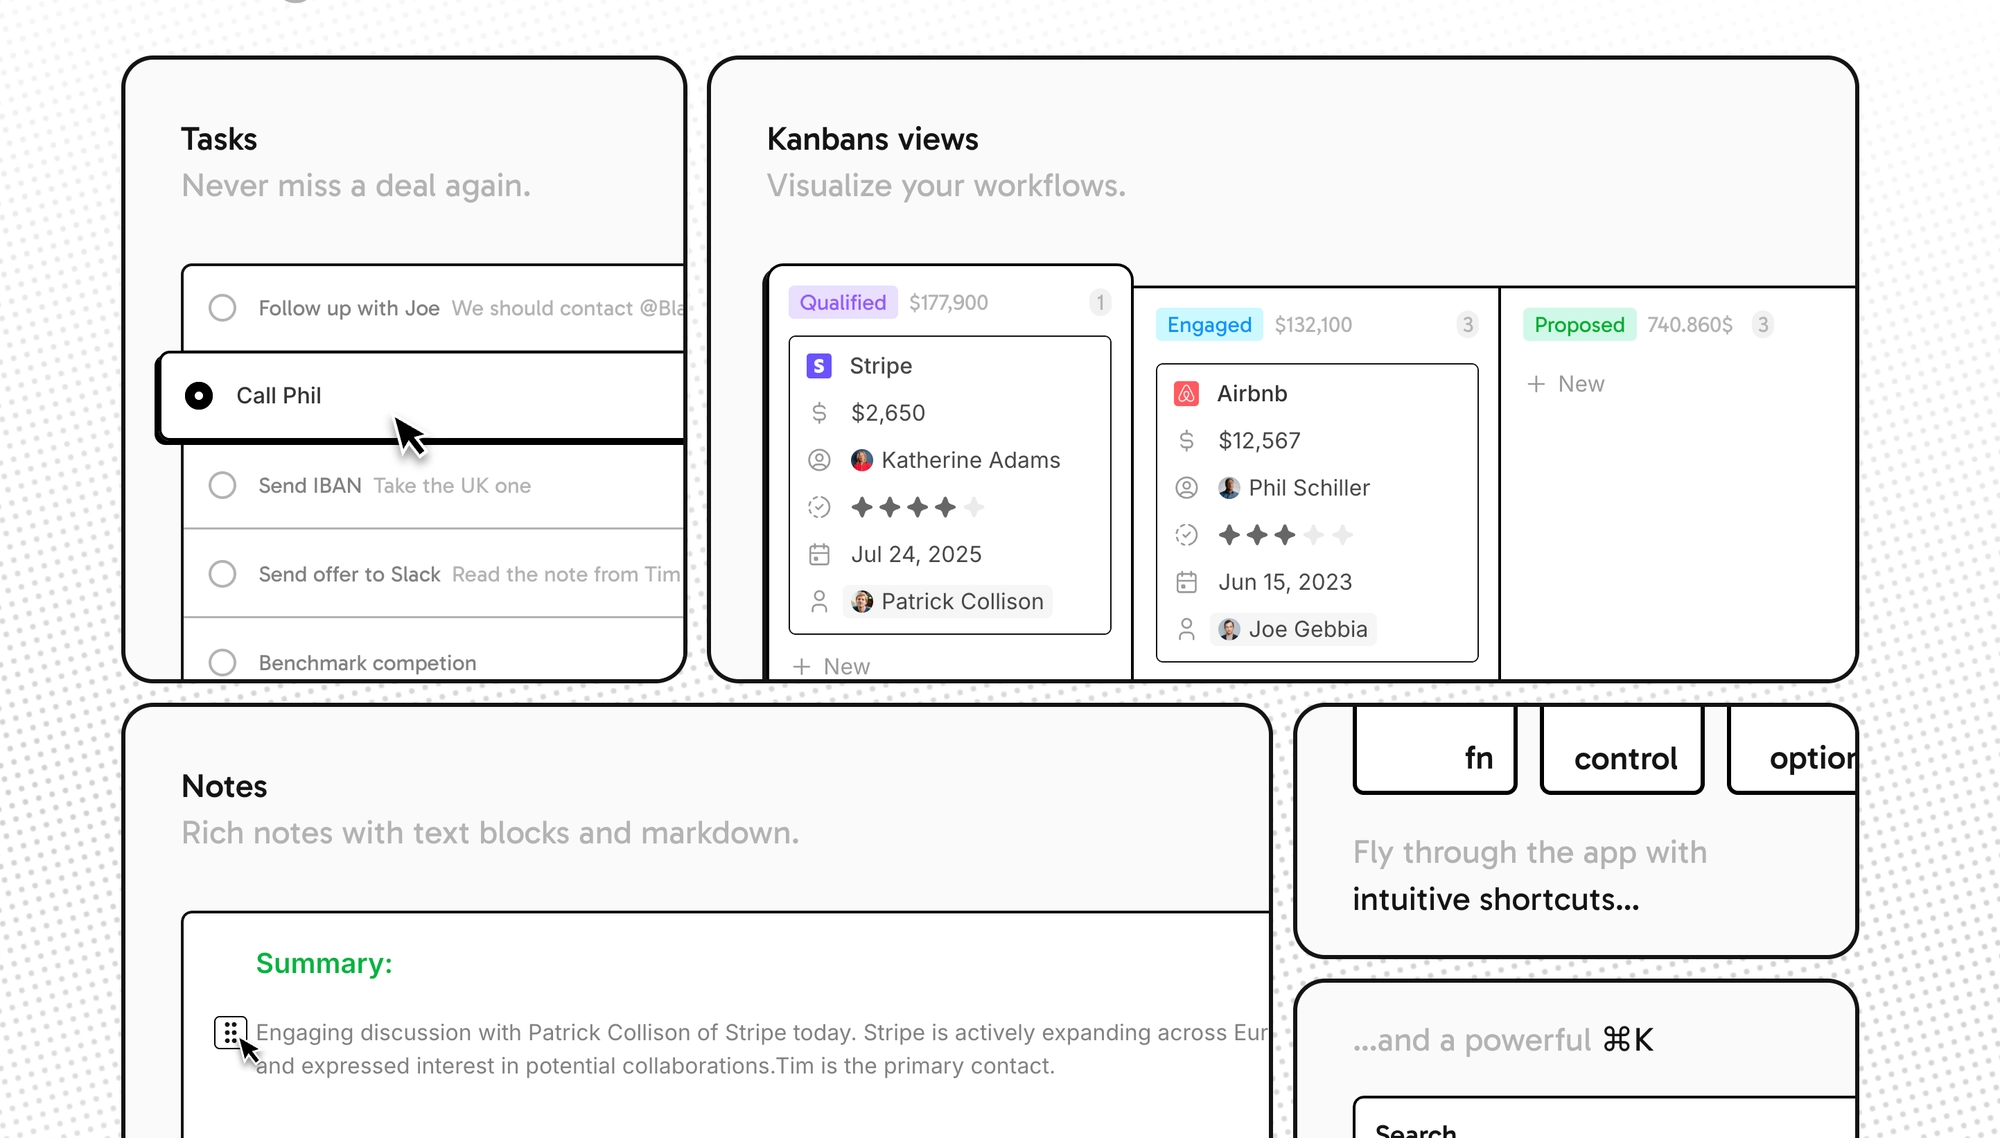 Tasks
Never miss a deal again.
Follow up with Joe We should contact @Bla
Call Phil
Send IBAN Take the UK one
Send offer to Slack Read the note from Tim
Benchmark competion
Kanbans views
Visualize your workflows.
Qualified $177,900 1
Stripe
$2,650
Katherine Adams
Jul 24, 2025
Patrick Collison
+ New
Engaged $132,100 3
Airbnb
$12,567
Phil Schiller
Jun 15, 2023
Joe Gebbia
Proposed 740.860$ 3
+ New
Notes
Rich notes with text blocks and markdown.
Summary:
Engaging discussion with Patrick Collison of Stripe today. Stripe is actively expanding across Eur
and expressed interest in potential collaborations.Tim is the primary contact.
fn control option
Fly through the app with
intuitive shortcuts...
...and a powerful ⌘K
Search